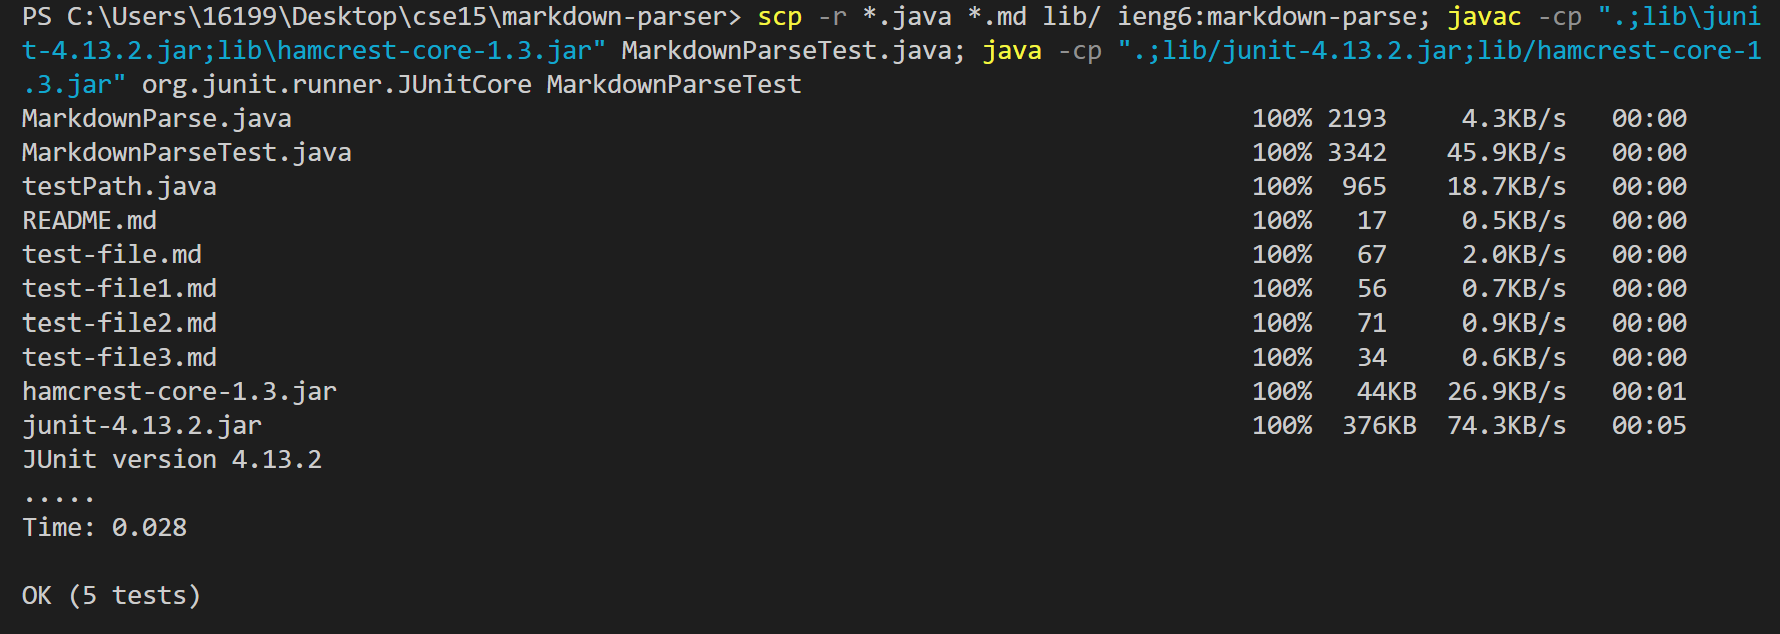 PS C:\Users\16199\Desktop\cse15\markdown-parser> scp -r *.java *.md lib/ ieng6:markdown-parse; javac -cp ".;lib\juni
t-4.13.2.jar;lib\hamcrest-core-1.3.jar" MarkdownParseTest.java; java -cp ".;lib/junit-4.13.2.jar;lib/hamcrest-core-1
.3.jar" org.junit.runner.JUnitCore MarkdownParseTest
MarkdownParse.java 100% 2193 4.3KB/s 00:00
MarkdownParseTest.java 100% 3342 45.9KB/s 00:00
testPath.java 100% 965 18.7KB/s 00:00
README.md 100% 17 0.5KB/s 00:00
test-file.md 100% 67 2.0KB/s 00:00
test-file1.md 100% 56 0.7KB/s 00:00
test-file2.md 100% 71 0.9KB/s 00:00
test-file3.md 100% 34 0.6KB/s 00:00
hamcrest-core-1.3.jar 100% 44KB 26.9KB/s 00:01
junit-4.13.2.jar 100% 376KB 74.3KB/s 00:05
JUnit version 4.13.2
.....
Time: 0.028
OK (5 tests)